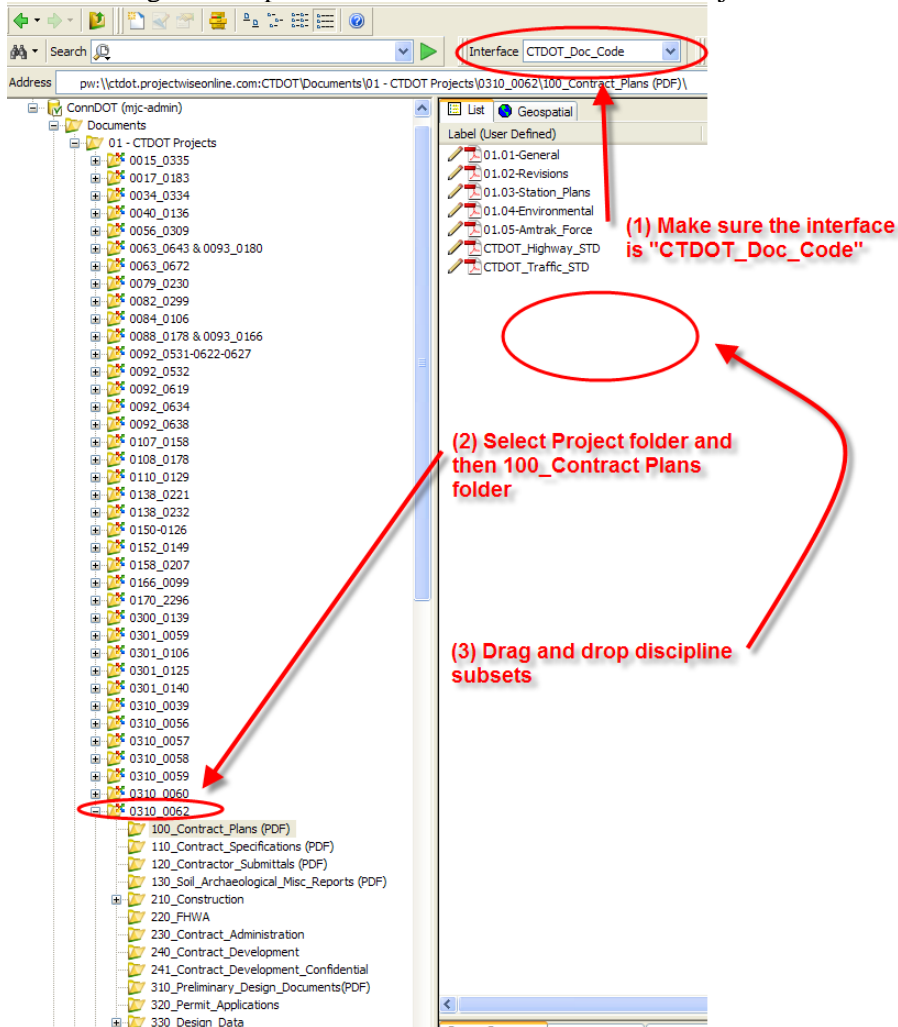 Search
Interface CTDOT_Doc_Code
Address pw:\\ctdot.projectwiseonline.com:CTDOT\Documents\01 - CTDOT Projects\0310_0062\100_Contract_Plans (PDF)\
ConnDOT (mjc-admin)
Documents
01 - CTDOT Projects
0015_0335
0017_0183
0034_0334
0040_0136
0056_0309
0063_0643 & 0093_0180
0063_0672
0079_0230
0082_0299
0084_0106
0088_0178 & 0093_0166
0092_0531-0622-0627
0092_0532
0092_0619
0092_0634
0092_0638
0107_0158
0108_0178
0110_0129
0138_0221
0138_0232
0150-0126
0152_0149
0158_0207
0166_0099
0170_2296
0300_0139
0301_0059
0301_0106
0301_0125
0301_0140
0310_0039
0310_0056
0310_0057
0310_0058
0310_0059
0310_0060
0310_0062
100_Contract_Plans (PDF)
110_Contract_Specifications (PDF)
120_Contractor_Submittals (PDF)
130_Soil_Archaeological_Misc_Reports (PDF)
210_Construction
220_FHWA
230_Contract_Administration
240_Contract_Development
241_Contract_Development_Confidential
310_Preliminary_Design_Documents(PDF)
320_Permit_Applications
330_Design_Data
List Geospatial
Label (User Defined)
01.01-General
01.02-Revisions
01.03-Station_Plans
01.04-Environmental
01.05-Amtrak_Force
CTDOT_Highway_STD
CTDOT_Traffic_STD
(1) Make sure the interface
is "CTDOT_Doc_Code"
(2) Select Project folder and
then 100_Contract Plans
folder
(3) Drag and drop discipline
subsets